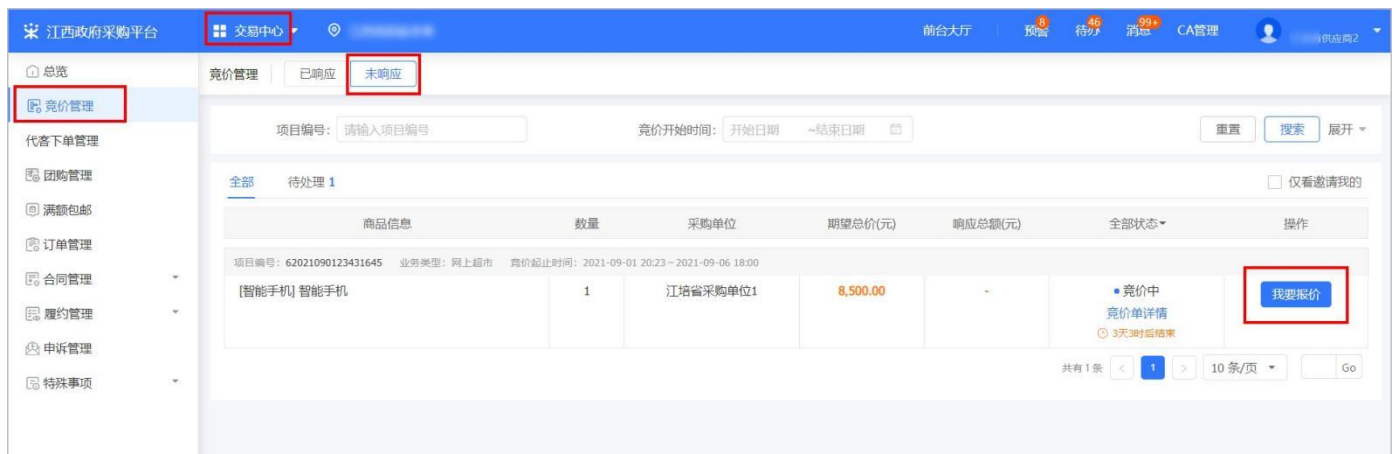 江西政府采购平台 交易中心 前台大厅 预警 8 待办 46 消息 99+ CA管理 供应商2
总览
竞价管理
代客下单管理
团购管理
满额包邮
订单管理
合同管理
履约管理
申诉管理
特殊事项
竞价管理 已响应 未响应
项目编号: 请输入项目编号 竞价开始时间: 开始日期 ~结束日期 重置 搜索 展开
全部 待处理 1 仅看邀请我的
商品信息 数量 采购单位 期望总价(元) 响应总额(元) 全部状态 操作
项目编号: 62021090123431645 业务类型: 网上超市 竞价起止时间: 2021-09-01 20:23 ~ 2021-09-06 18:00
[智能手机] 智能手机 1 江培省采购单位1 8,500.00 - 竞价中 我要报价
竞价单详情
3天3时后结束
共有 1 条 < 1 > 10 条/页 Go